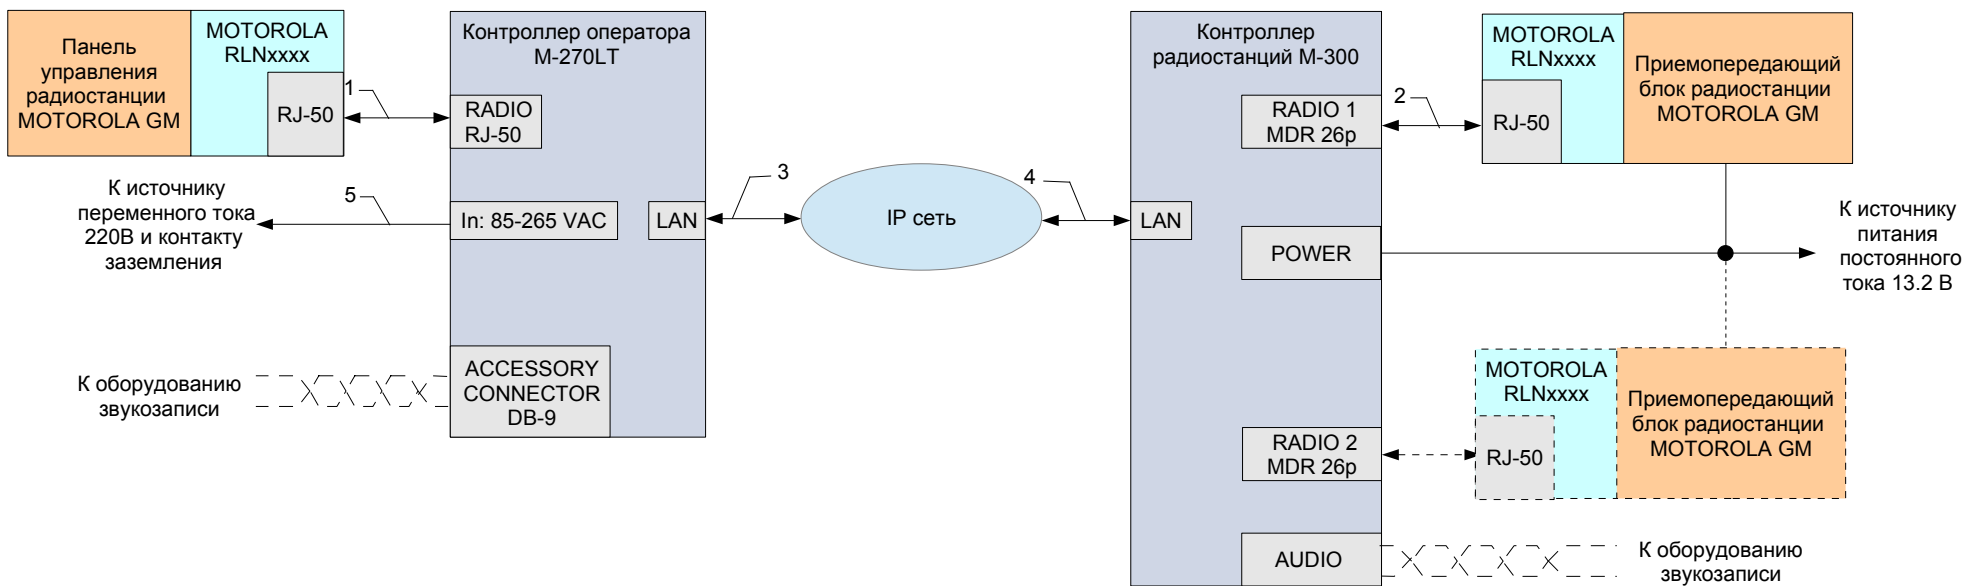 Панель
управления
радиостанции
MOTOROLA GM
MOTOROLA
RLNxxxx
RJ-50
1
Контроллер оператора
M-270LT
RADIO
RJ-50
К источнику
переменного тока
220В и контакту
заземления
5
In: 85-265 VAC
LAN
3
IP сеть
4
К оборудованию
звукозаписи
ACCESSORY
CONNECTOR
DB-9
Контроллер
радиостанций М-300
RADIO 1
MDR 26p
2
LAN
POWER
MOTOROLA
RLNxxxx
RJ-50
Приемопередающий
блок радиостанции
MOTOROLA GM
К источнику
питания
постоянного
тока 13.2 В
RADIO 2
MDR 26p
MOTOROLA
RLNxxxx
RJ-50
Приемопередающий
блок радиостанции
MOTOROLA GM
AUDIO
К оборудованию
звукозаписи